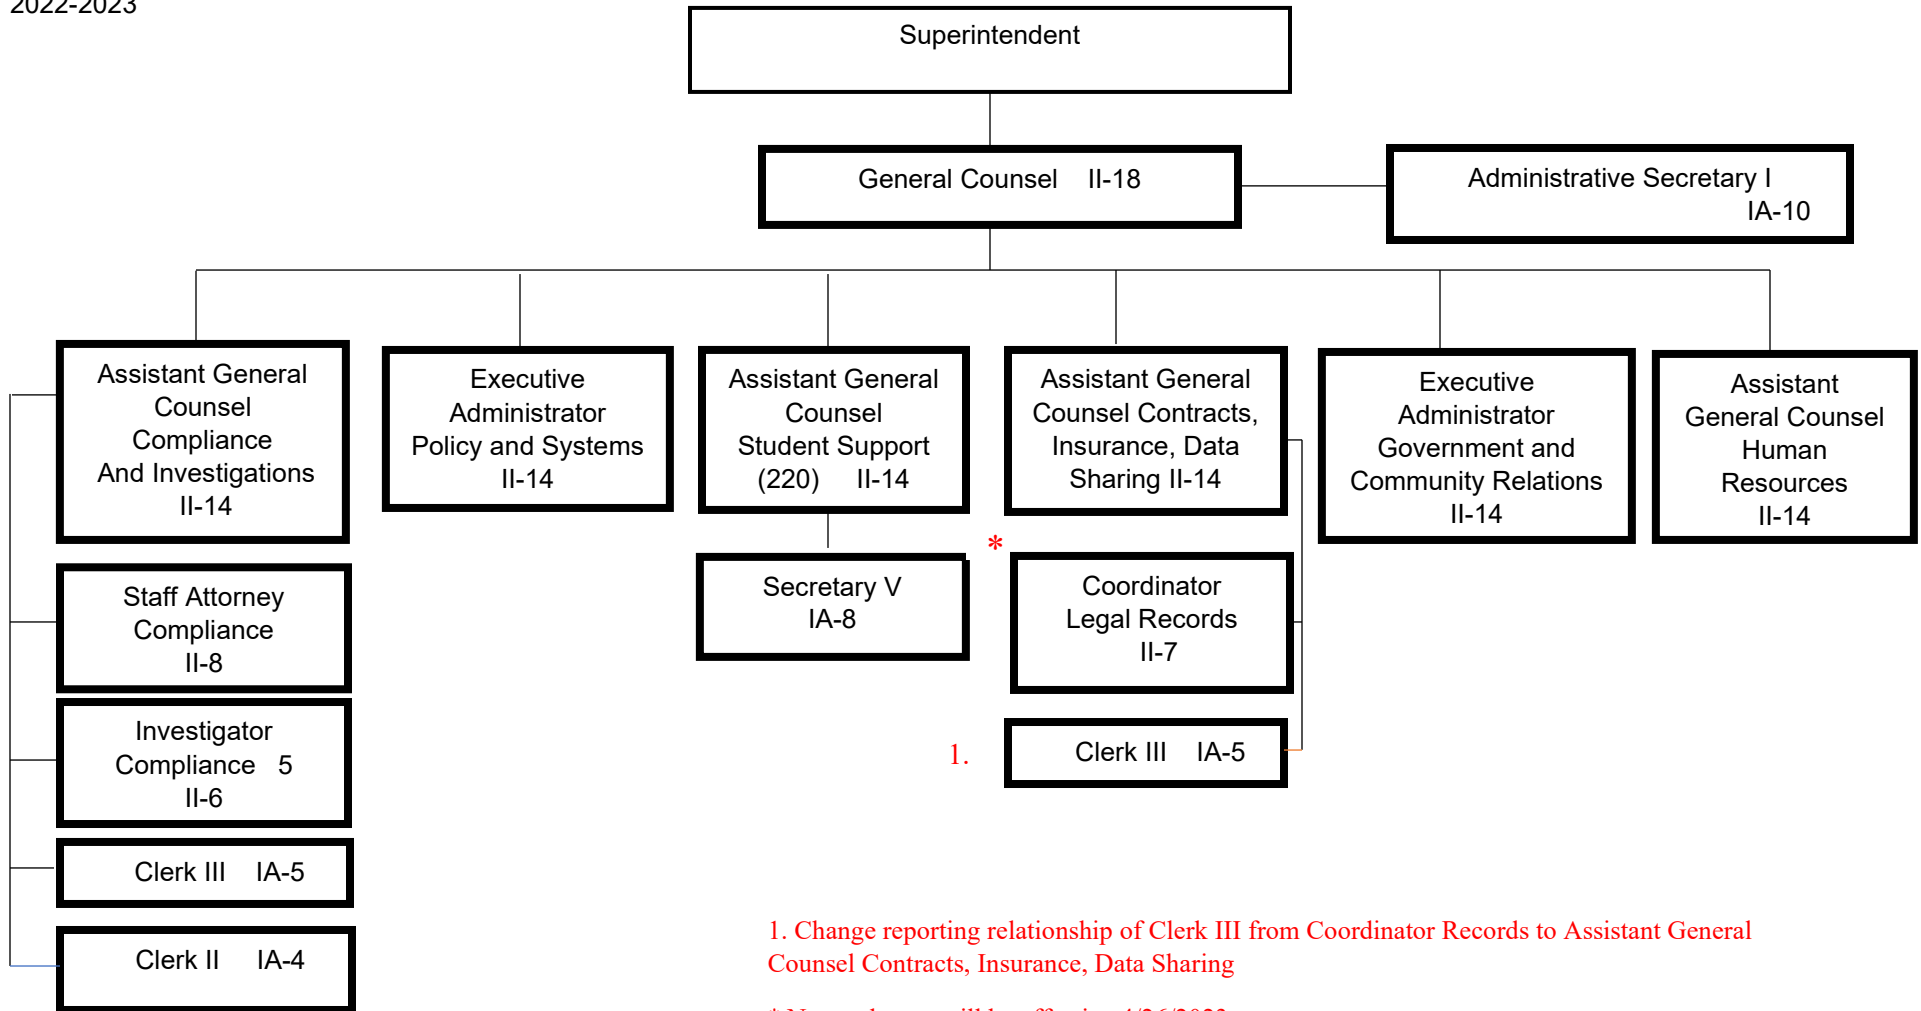 2022-2023
Superintendent
General Counsel II-18
Administrative Secretary I
IA-10
Assistant General
Counsel
Compliance
And Investigations
II-14
Executive
Administrator
Policy and Systems
II-14
Assistant General
Counsel
Student Support
(220) II-14
Assistant General
Counsel Contracts,
Insurance, Data
Sharing II-14
Executive
Administrator
Government and
Community Relations
II-14
Assistant
General Counsel
Human
Resources
II-14
Staff Attorney
Compliance
II-8
Investigator
Compliance 5
II-6
Clerk III IA-5
Clerk II IA-4
Secretary V
IA-8
*
Coordinator
Legal Records
II-7
1.
Clerk III IA-5
1. Change reporting relationship of Clerk III from Coordinator Records to Assistant General
Counsel Contracts, Insurance, Data Sharing